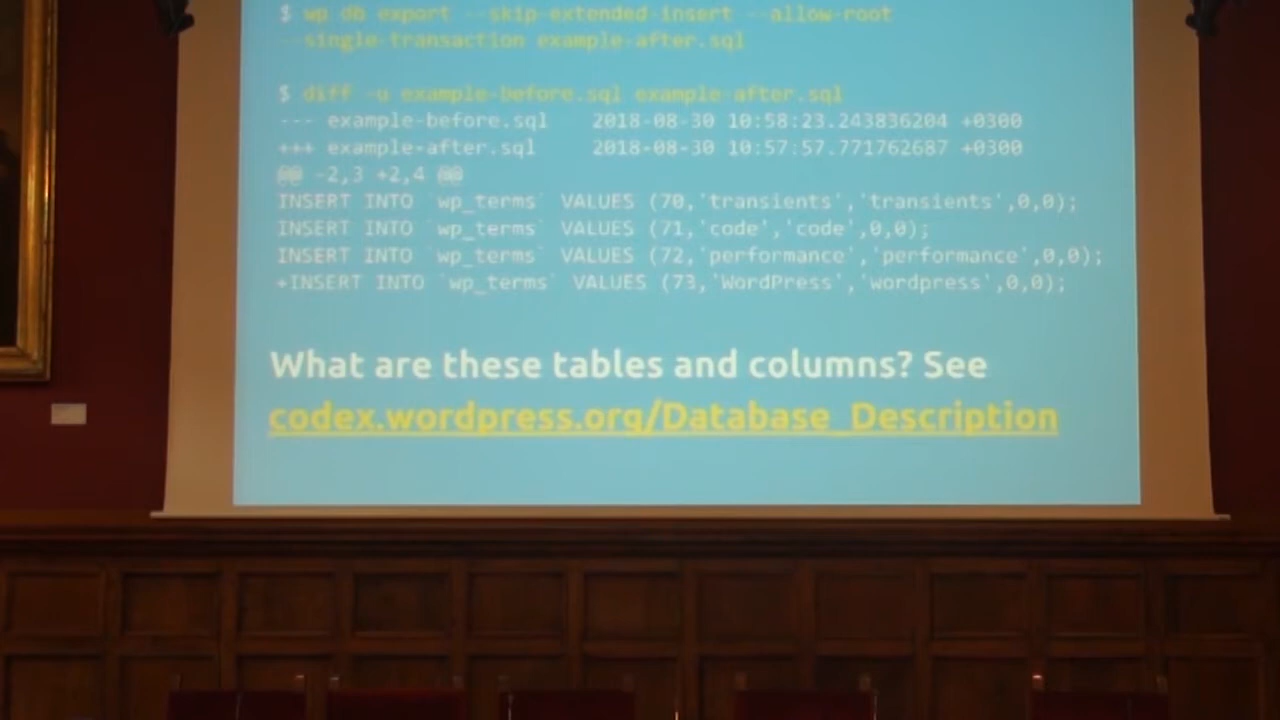 $ wp db export --skip-extended-insert --allow-root
--single-transaction example-after.sql
$ diff -u example-before.sql example-after.sql
--- example-before.sql 2018-08-30 10:58:23.243836204 +0300
+++ example-after.sql 2018-08-30 10:57:57.771762687 +0300
@@ -2,3 +2,4 @@
INSERT INTO `wp_terms` VALUES (70,'transients','transients',0,0);
INSERT INTO `wp_terms` VALUES (71,'code','code',0,0);
INSERT INTO `wp_terms` VALUES (72,'performance','performance',0,0);
+INSERT INTO `wp_terms` VALUES (73,'WordPress','wordpress',0,0);
What are these tables and columns? See
codex.wordpress.org/Database_Description